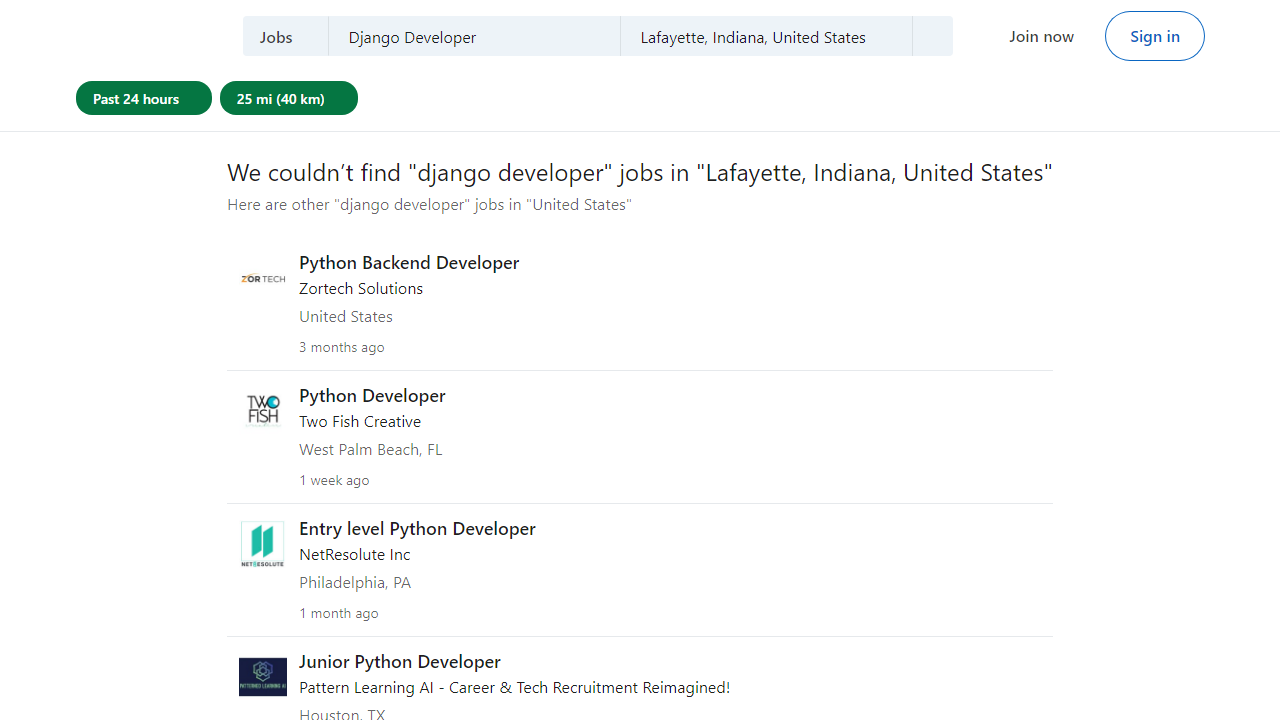 Jobs Django Developer Lafayette, Indiana, United States Join now Sign in
Past 24 hours 25 mi (40 km)
We couldn’t find "django developer" jobs in "Lafayette, Indiana, United States"
Here are other "django developer" jobs in "United States"
ZOR TECH
Python Backend Developer
Zortech Solutions
United States
3 months ago
TWO
FISH
Python Developer
Two Fish Creative
West Palm Beach, FL
1 week ago
NETRESOLUTE
Entry level Python Developer
NetResolute Inc
Philadelphia, PA
1 month ago
PATTERNED LEARNING AI
Junior Python Developer
Pattern Learning AI - Career & Tech Recruitment Reimagined!
Houston, TX